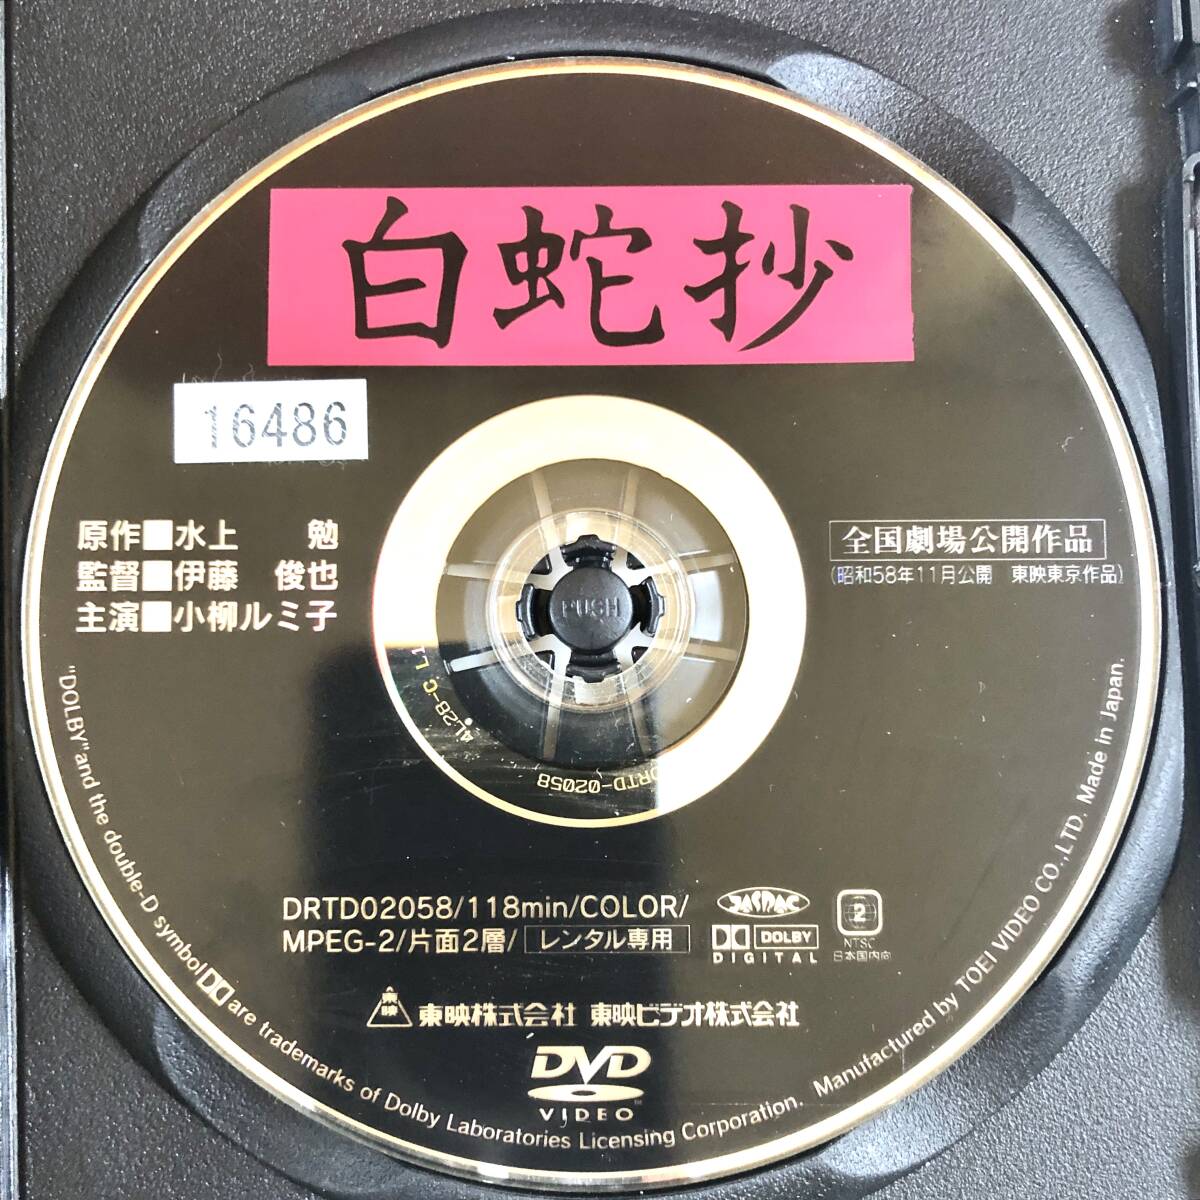 白蛇抄
16486
原作■水上 勉
監督■伊藤 俊也
主演■小柳ルミ子
全国劇場公開作品
(昭和58年11月公開 東映東京作品)
PUSH
4L28-C L1
DRTD-02058
DRTD02058/118min/COLOR/
MPEG-2/片面2層/レンタル専用
JASRAC
DOLBY
DIGITAL
2
NTSC
日本国内向
東映 東映株式会社 東映ビデオ株式会社
DVD
VIDEO
"DOLBY" and the double-D symbol are trademarks of Dolby Laboratories Licensing Corporation. Manufactured by TOEI VIDEO CO.,LTD. Made in Japan.